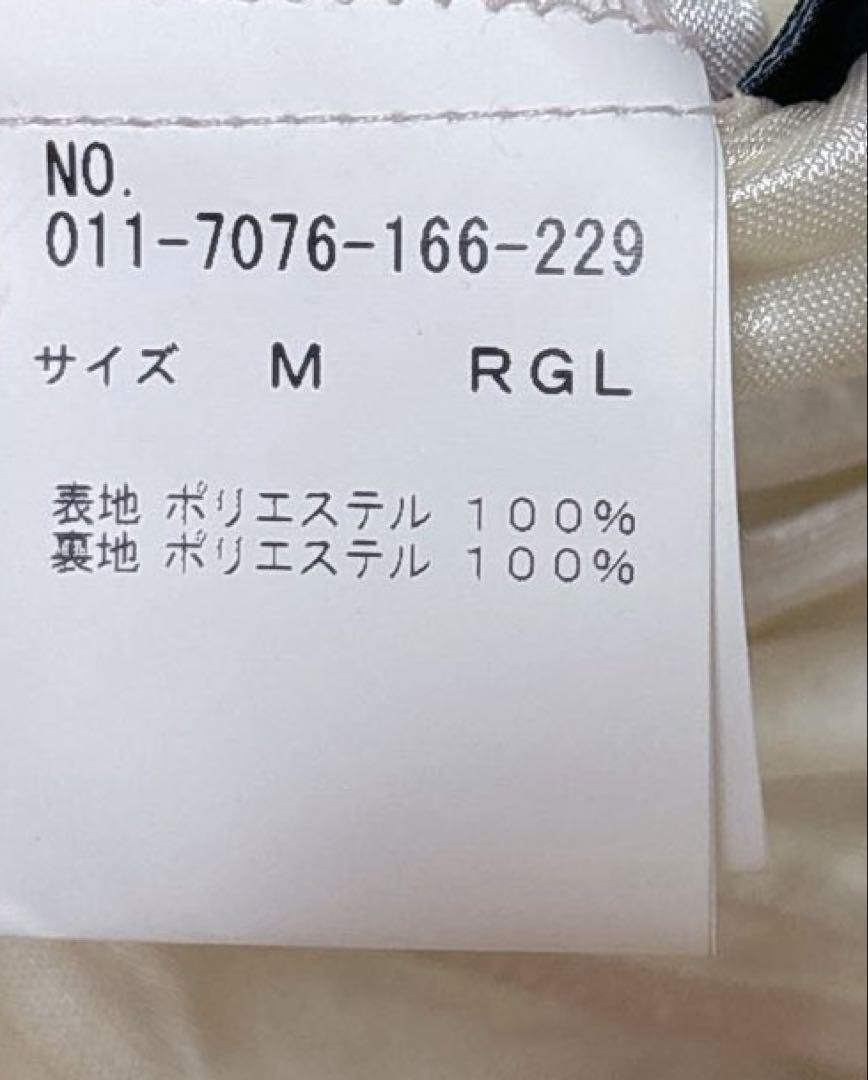 NO.
011-7076-166-229
サイズ M RGL
表地 ポリエステル 100%
裏地 ポリエステル 100%